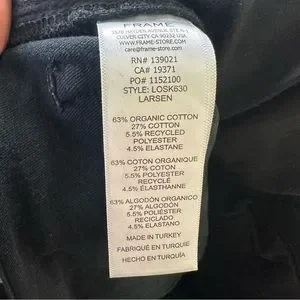 FRAME
CULVER CITY CA 90232 USA
WWW.FRAME-STORE.COM
care@frame-store.com
RN# 139021
CA# 19371
PO# 1152100
STYLE: LOSK630
LARSEN
63% ORGANIC COTTON
27% COTTON
5.5% RECYCLED
POLYESTER
4.5% ELASTANE
63% COTON ORGANIQUE
27% COTON
5.5% POLYESTER
RECYCLÉ
4.5% ÉLASTHANNE
63% ALGODÓN ORGANICO
27% ALGODÓN
5.5% POLIÉSTER
RECICLADO
4.5% ELASTANO
MADE IN TURKEY
FABRIQUÉ EN TURQUIE
HECHO EN TURQUÍA